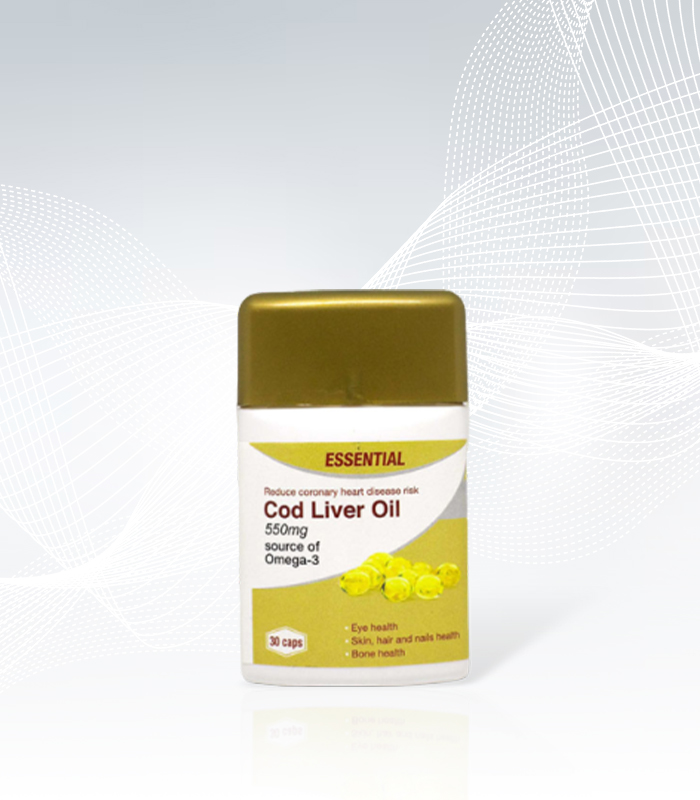 ESSENTIAL
Reduce coronary heart disease risk
Cod Liver Oil
550mg
source of
Omega-3
30 caps
• Eye health
• Skin, hair and nails health
• Bone health